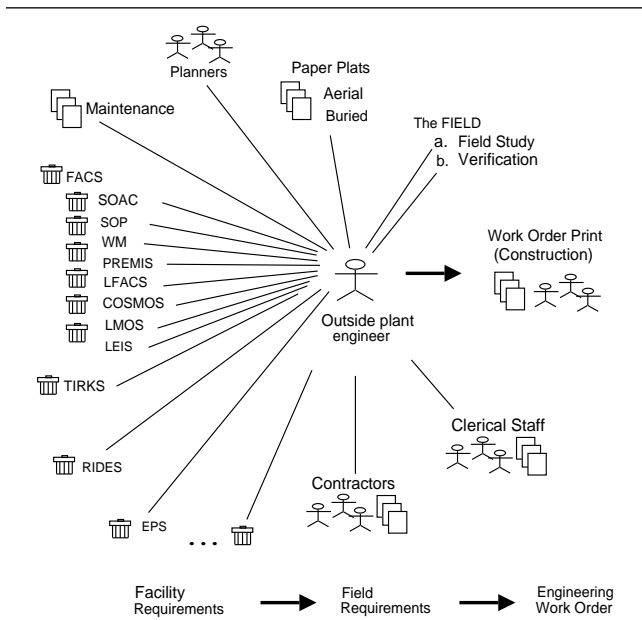 Planners
Paper Plats
Aerial
Buried
Maintenance
The FIELD
a. Field Study
b. Verification
FACS
SOAC
SOP
WM
PREMIS
LFACS
COSMOS
LMOS
LEIS
Work Order Print
(Construction)
Outside plant
engineer
TIRKS
Clerical Staff
RIDES
Contractors
EPS
...
Facility
Requirements
Field
Requirements
Engineering
Work Order